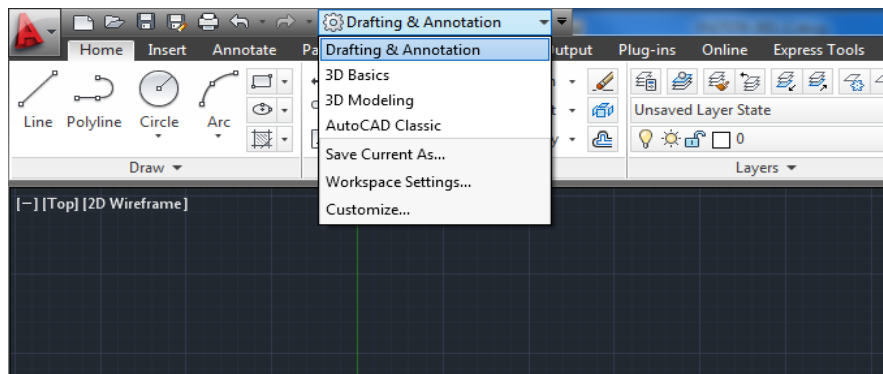 Drafting & Annotation
Home Insert Annotate Pa Plug-ins Online Express Tools
Drafting & Annotation
3D Basics
3D Modeling
AutoCAD Classic
Save Current As...
Workspace Settings...
Customize...
Unsaved Layer State
0
Line Polyline Circle Arc
Draw Layers
[−] [Top] [2D Wireframe]